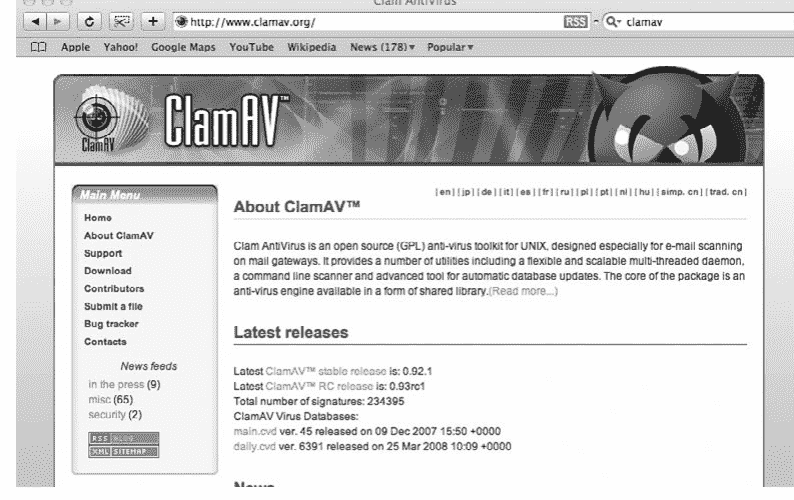 Clam AntiVirus
http://www.clamav.org/ RSS clamav
Apple Yahoo! Google Maps YouTube Wikipedia News (178) Popular
ClamAV™
ClamAV
Main Menu
Home
About ClamAV
Support
Download
Contributors
Submit a file
Bug tracker
Contacts
News feeds
in the press (9)
misc (65)
security (2)
RSS BLOG
XML SITEMAP
[en] [jp] [de] [it] [es] [fr] [ru] [pl] [pt] [nl] [hu] [simp. cn] [trad. cn]
About ClamAV™
Clam AntiVirus is an open source (GPL) anti-virus toolkit for UNIX, designed especially for e-mail scanning
on mail gateways. It provides a number of utilities including a flexible and scalable multi-threaded daemon,
a command line scanner and advanced tool for automatic database updates. The core of the package is an
anti-virus engine available in a form of shared library.(Read more...)
Latest releases
Latest ClamAV™ stable release is: 0.92.1
Latest ClamAV™ RC release is: 0.93rc1
Total number of signatures: 234395
ClamAV Virus Databases:
main.cvd ver. 45 released on 09 Dec 2007 15:50 +0000
daily.cvd ver. 6391 released on 25 Mar 2008 10:09 +0000
News